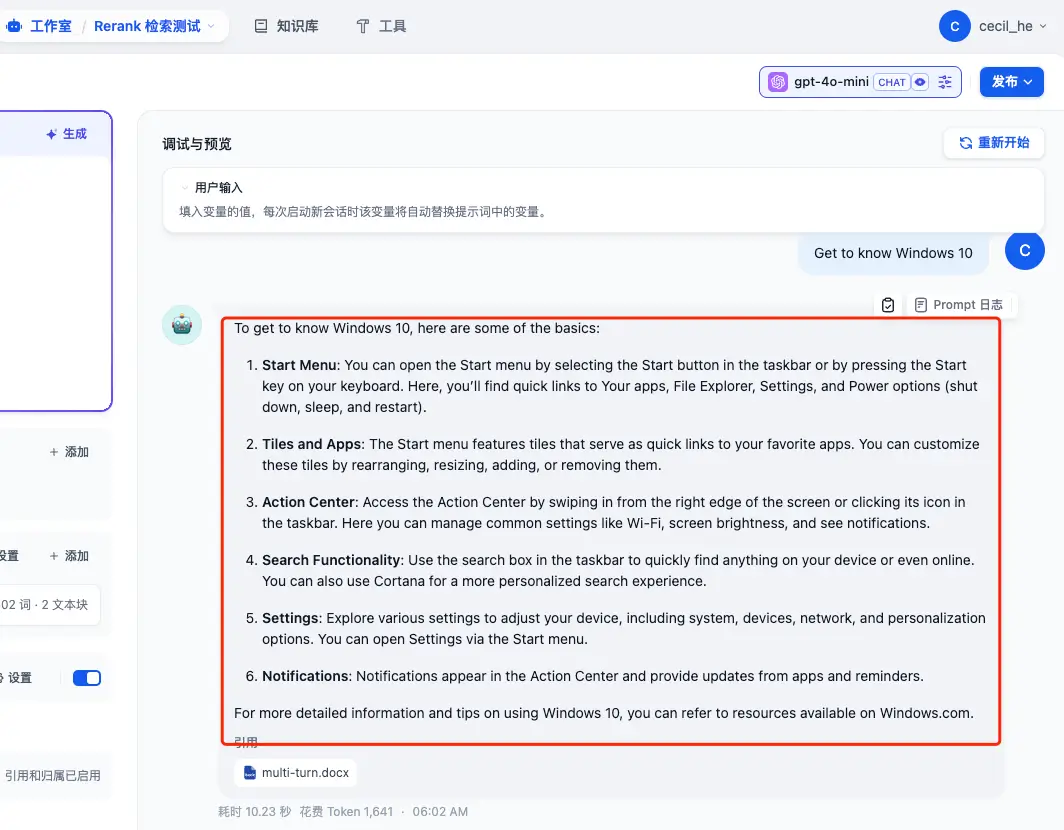 工作室 / Rerank 检索测试
知识库
工具
C cecil_he
gpt-4o-mini CHAT
发布
生成
调试与预览
重新开始
用户输入
填入变量的值，每次启动新会话时该变量将自动替换提示词中的变量。
Get to know Windows 10
C
Prompt 日志
To get to know Windows 10, here are some of the basics:
1. Start Menu: You can open the Start menu by selecting the Start button in the taskbar or by pressing the Start
key on your keyboard. Here, you’ll find quick links to Your apps, File Explorer, Settings, and Power options (shut
down, sleep, and restart).
2. Tiles and Apps: The Start menu features tiles that serve as quick links to your favorite apps. You can customize
these tiles by rearranging, resizing, adding, or removing them.
3. Action Center: Access the Action Center by swiping in from the right edge of the screen or clicking its icon in
the taskbar. Here you can manage common settings like Wi-Fi, screen brightness, and see notifications.
4. Search Functionality: Use the search box in the taskbar to quickly find anything on your device or even online.
You can also use Cortana for a more personalized search experience.
5. Settings: Explore various settings to adjust your device, including system, devices, network, and personalization
options. You can open Settings via the Start menu.
6. Notifications: Notifications appear in the Action Center and provide updates from apps and reminders.
For more detailed information and tips on using Windows 10, you can refer to resources available on Windows.com.
引用
multi-turn.docx
耗时 10.23 秒 花费 Token 1,641 · 06:02 AM
+ 添加
设置 + 添加
02 词 · 2 文本块
设置
引用和归属已启用